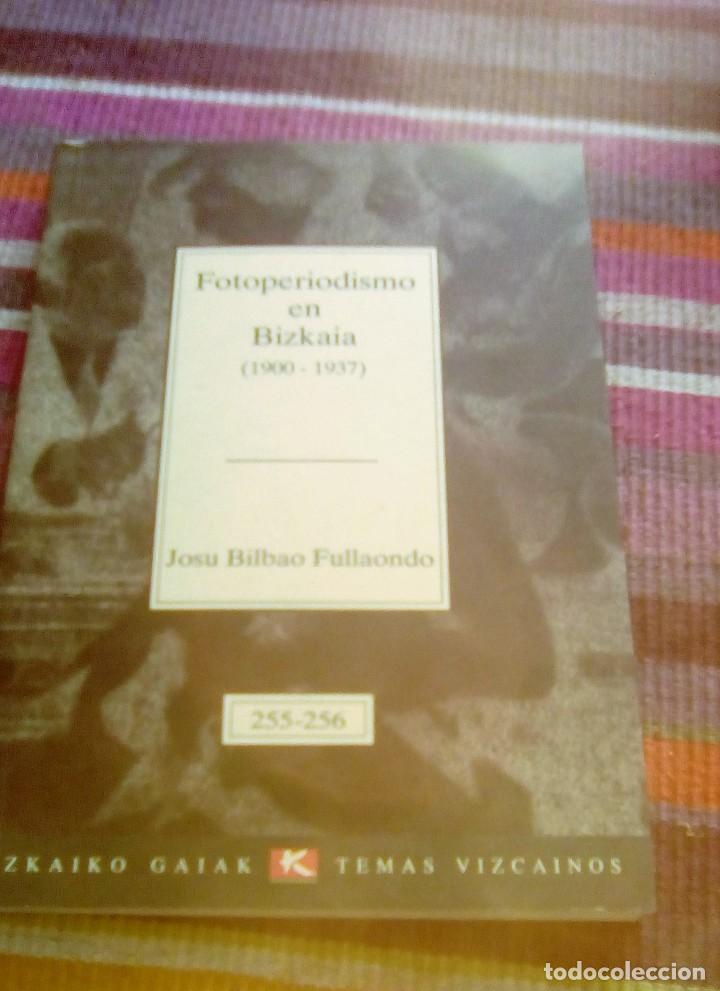 Fotoperiodismo
en
Bizkaia
(1900 - 1937)
Josu Bilbao Fullaondo
255-256
ZKAIKO GAIAK K TEMAS VIZCAINOS
todocoleccion